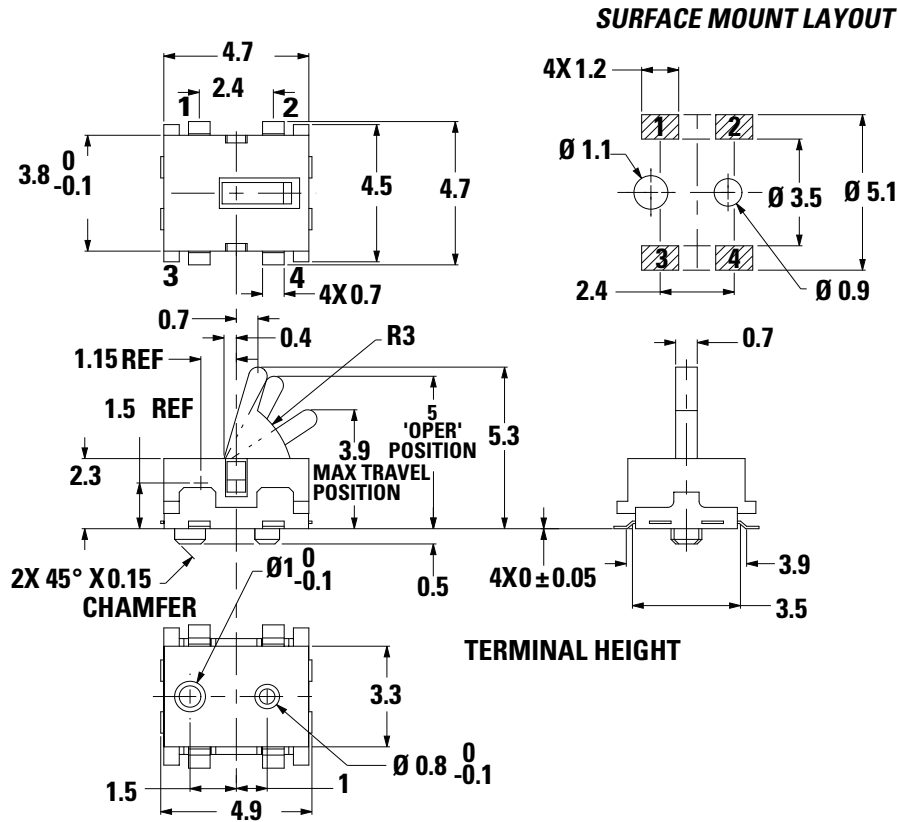 SURFACE MOUNT LAYOUT
4.7
2.4
1
2
3.8 0 -0.1
4.5
4.7
3
4
4X 0.7
4X 1.2
1
2
Ø 1.1
Ø 3.5
Ø 5.1
3
4
2.4
Ø 0.9
0.7
0.4
R3
1.15 REF
1.5 REF
2.3
5
'OPER'
POSITION
5.3
3.9
MAX TRAVEL
POSITION
0.7
2X 45° X 0.15
CHAMFER
Ø1 0 -0.1
0.5
4X 0 ± 0.05
3.9
3.5
TERMINAL HEIGHT
3.3
Ø 0.8 0 -0.1
1.5
1
4.9